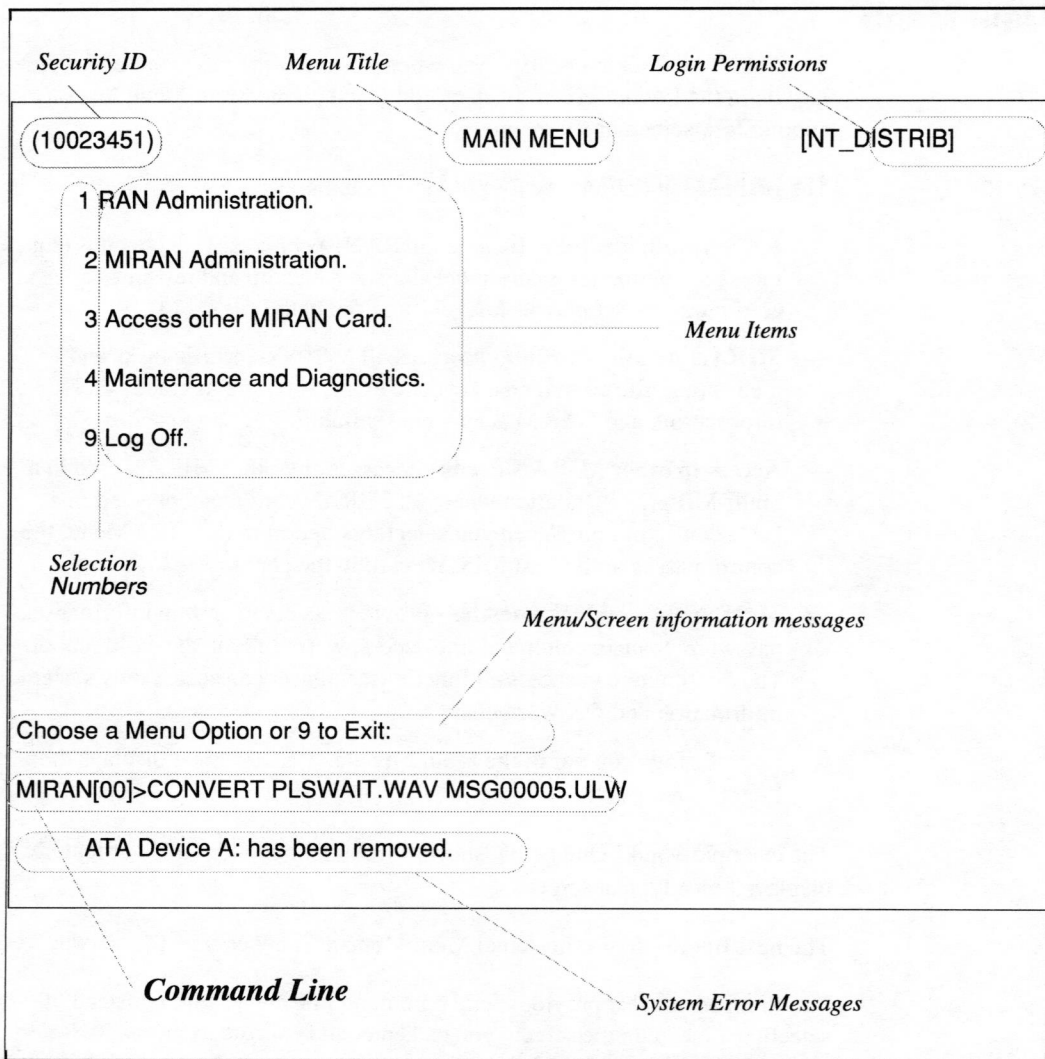 Security ID Menu Title Login Permissions
(10023451) MAIN MENU [NT_DISTRIB]
1 RAN Administration.
2 MIRAN Administration.
3 Access other MIRAN Card.
Menu Items
4 Maintenance and Diagnostics.
9 Log Off.
Selection
Numbers
Menu/Screen information messages
Choose a Menu Option or 9 to Exit:
MIRAN[00]>CONVERT PLSWAIT.WAV MSG00005.ULW
ATA Device A: has been removed.
Command Line
System Error Messages